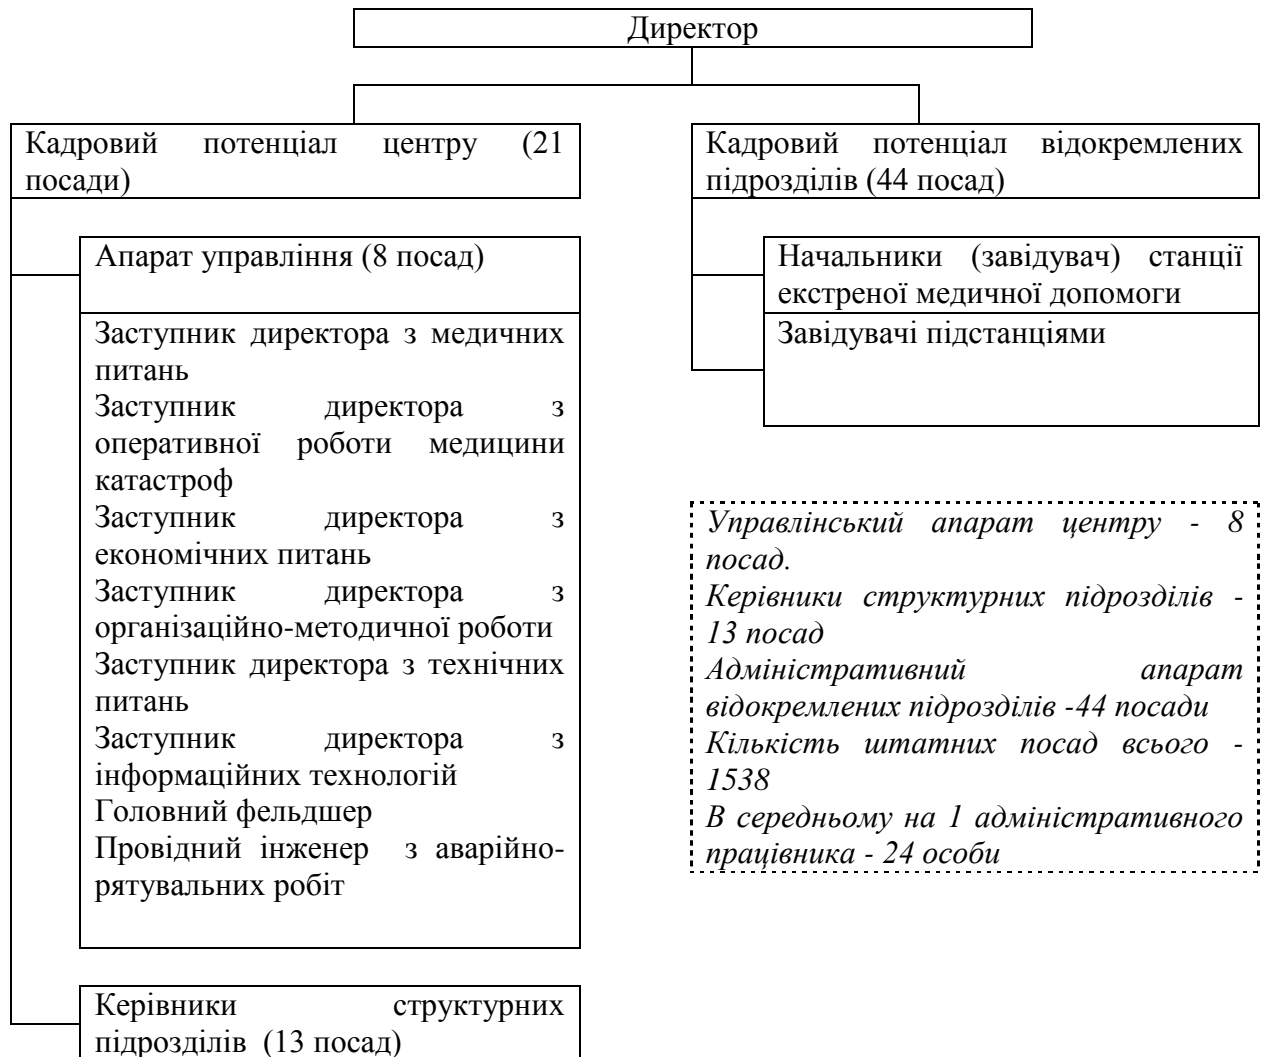 Директор
Кадровий потенціал центру (21
посади)
Кадровий потенціал відокремлених
підрозділів (44 посад)
Апарат управління (8 посад)
Начальники (завідувач) станції
екстреної медичної допомоги
Завідувачі підстанціями
Заступник директора з медичних
питань
Заступник директора з
оперативної роботи медицини
катастроф
Заступник директора з
економічних питань
Заступник директора з
організаційно-методичної роботи
Заступник директора з технічних
питань
Заступник директора з
інформаційних технологій
Головний фельдшер
Провідний інженер з аварійно-
рятувальних робіт
Управлінський апарат центру - 8
посад.
Керівники структурних підрозділів -
13 посад
Адміністративний апарат
відокремлених підрозділів -44 посади
Кількість штатних посад всього -
1538
В середньому на 1 адміністративного
працівника - 24 особи
Керівники структурних
підрозділів (13 посад)